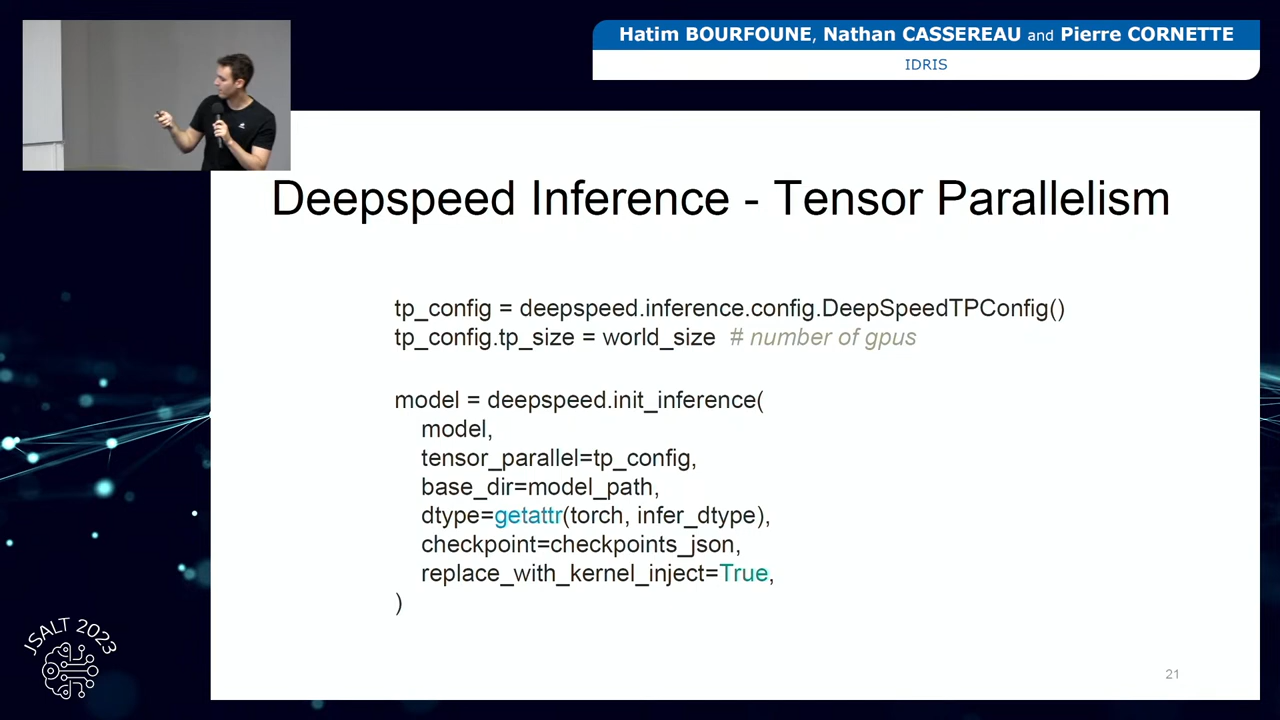 Hatim BOURFOUNE, Nathan CASSEREAU and Pierre CORNETTE
IDRIS
Deepspeed Inference - Tensor Parallelism
tp_config = deepspeed.inference.config.DeepSpeedTPConfig()
tp_config.tp_size = world_size # number of gpus
model = deepspeed.init_inference(
model,
tensor_parallel=tp_config,
base_dir=model_path,
dtype=getattr(torch, infer_dtype),
checkpoint=checkpoints_json,
replace_with_kernel_inject=True,
)
21
JSALT 2023